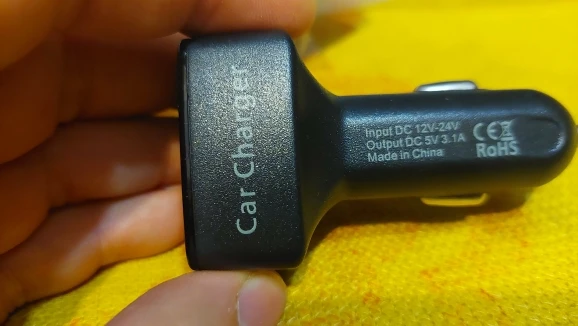 Car Charger
Input DC 12V-24V
Output DC 5V 3.1A
Made in China
CE
RoHS